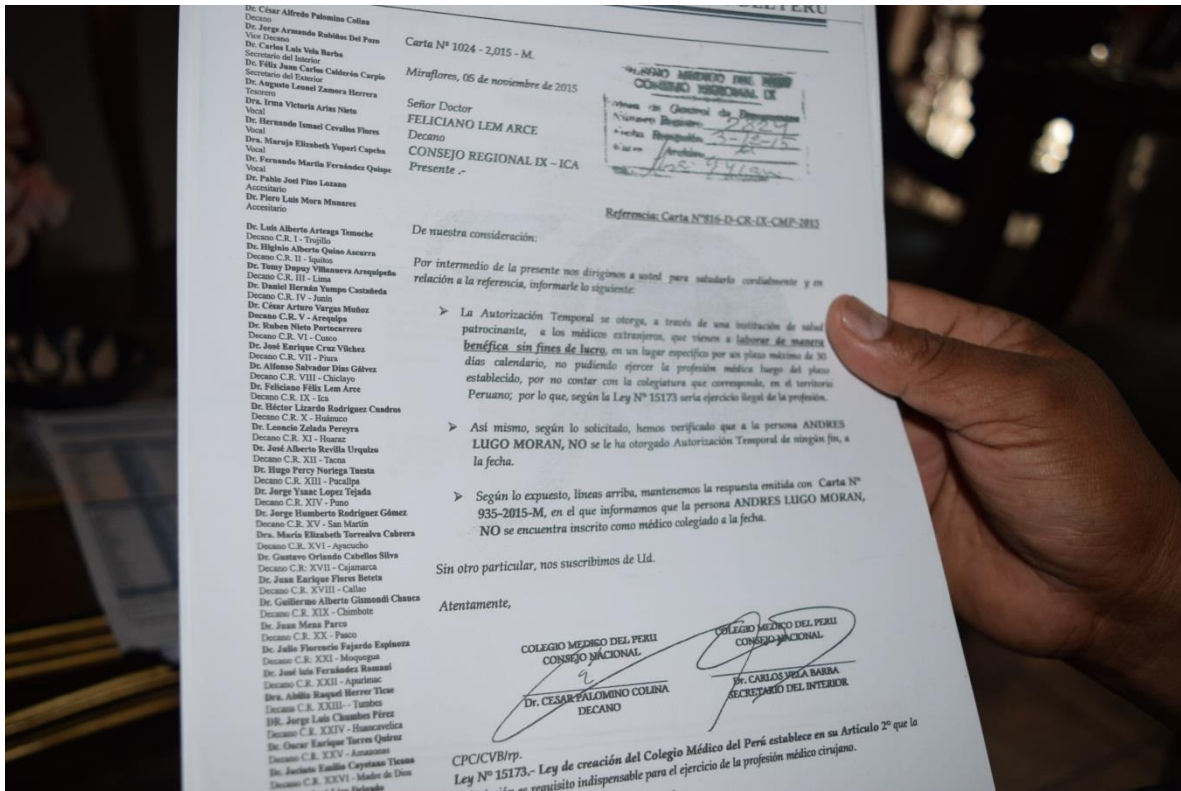 DEL PERÚ
Dr. César Alfredo Palomino Colina
Decano
Dr. Jorge Armando Rubiños Del Pozo
Vice Decano
Dr. Carlos Luis Vela Barba
Secretario del Interior
Dr. Félix Juan Carlos Calderón Carpio
Secretario del Exterior
Dr. Augusto Leonel Zamora Herrera
Tesorero
Dra. Irma Victoria Arias Nieto
Vocal
Dr. Hernando Ismael Cevallos Flores
Vocal
Dra. Maruja Elizabeth Yupari Capcha
Vocal
Dr. Fernando Martin Fernández Quispe
Vocal
Dr. Pablo Joel Pino Lozano
Accesitario
Dr. Piero Luis Mora Munares
Accesitario
Dr. Luis Alberto Arteaga Temoche
Decano C.R. I - Trujillo
Dr. Higinio Alberto Quino Ascurra
Decano C.R. II - Iquitos
Dr. Tomy Dupuy Villanueva Arequipeño
Decano C.R. III - Lima
Dr. Daniel Hernán Yumpo Castañeda
Decano C.R. IV - Junín
Dr. César Arturo Vargas Muñoz
Decano C.R. V - Arequipa
Dr. Ruben Nieto Portocarrero
Decano C.R. VI - Cusco
Dr. José Enrique Cruz Vílchez
Decano C.R. VII - Piura
Dr. Alfonso Salvador Días Gálvez
Decano C.R. VIII - Chiclayo
Dr. Feliciano Félix Lem Arce
Decano C.R. IX - Ica
Dr. Héctor Lizardo Rodríguez Cuadros
Decano C.R. X - Huánuco
Dr. Leoncio Zelada Pereyra
Decano C.R. XI - Huaraz
Dr. José Alberto Revilla Urquizo
Decano C.R. XII - Tacna
Dr. Hugo Percy Noriega Tuesta
Decano C.R. XIII - Pucallpa
Dr. Jorge Ysaac Lopez Tejada
Decano C.R. XIV - Puno
Dr. Jorge Humberto Rodríguez Gómez
Decano C.R. XV - San Martín
Dra. María Elizabeth Torrealva Cabrera
Decano C.R. XVI - Ayacucho
Dr. Gustavo Orlando Cabellos Silva
Decano C.R: XVII - Cajamarca
Dr. Juan Enrique Flores Beteta
Decano C.R. XVIII - Callao
Dr. Guillermo Alberto Gismondi Chauca
Decano C.R. XIX - Chimbote
Dr. Juan Mena Parco
Decano C.R. XX - Pasco
Dr. Julio Florencio Fajardo Espinoza
Decano C.R: XXI - Moquegua
Dr. José luis Fernández Romaní
Decano C.R. XXII - Apurimac
Dra. Abilia Raquel Herrer Ticse
Decana C.R. XXIII- - Tumbes
DR. Jorge Luis Chumbes Pérez
Decano C.R. XXIV - Huancavelica
Dr. Oscar Enrique Torres Quiroz
Decano C.R. XXV - Amazonas
Dr. Jacinto Emilio Cayetano Ticona
Decano C.R. XXVI - Madre de Dios
Carta Nº 1024 - 2,015 - M.
Miraflores, 05 de noviembre de 2015
Señor Doctor
FELICIANO LEM ARCE
Decano
CONSEJO REGIONAL IX – ICA
Presente .-
COLEGIO MEDICO DEL PERU
CONSEJO REGIONAL IX
Referencia: Carta Nº816-D-CR-IX-CMP-2015
De nuestra consideración:
Por intermedio de la presente nos dirigimos a usted para saludarlo cordialmente y en
relación a la referencia, informarle lo siguiente:
➢ La Autorización Temporal se otorga, a través de una institución de salud
patrocinante, a los médicos extranjeros, que vienen a laborar de manera
benéfica sin fines de lucro, en un lugar específico por un plazo máximo de 30
días calendario, no pudiendo ejercer la profesión médica luego del plazo
establecido, por no contar con la colegiatura que corresponde, en el territorio
Peruano; por lo que, según la Ley Nº 15173 sería ejercicio ilegal de la profesión.
➢ Asi mismo, según lo solicitado, hemos verificado que a la persona ANDRES
LUGO MORAN, NO se le ha otorgado Autorización Temporal de ningún fin, a
la fecha.
➢ Según lo expuesto, líneas arriba, mantenemos la respuesta emitida con Carta Nº
935-2015-M, en el que informamos que la persona ANDRES LUGO MORAN,
NO se encuentra inscrito como médico colegiado a la fecha.
Sin otro particular, nos suscribimos de Ud.
Atentamente,
COLEGIO MEDICO DEL PERU
CONSEJO NACIONAL
Dr. CESAR PALOMINO COLINA
DECANO
COLEGIO MEDICO DEL PERU
CONSEJO NACIONAL
Dr. CARLOS VELA BARBA
SECRETARIO DEL INTERIOR
CPC/CVB/rp.
Ley Nº 15173.- Ley de creación del Colegio Médico del Perú establece en su Artículo 2º que la
es requisito indispensable para el ejercicio de la profesión médico cirujano.